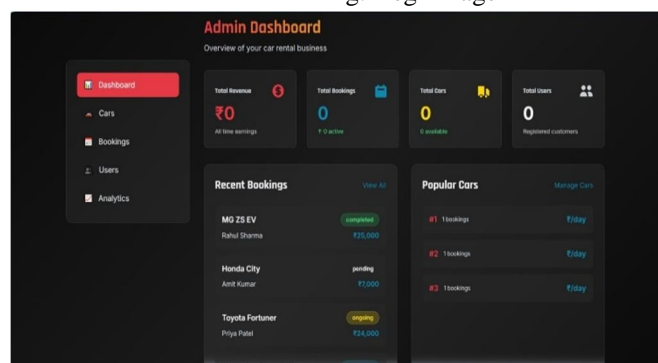 Admin Dashboard
Overview of your car rental business
Dashboard
Cars
Bookings
Users
Analytics
Total Revenue
₹0
All time earnings
Total Bookings
0
↑ 0 active
Total Cars
0
0 available
Total Users
0
Registered customers
Recent Bookings
View All
MG ZS EV
completed
Rahul Sharma
₹25,000
Honda City
pending
Amit Kumar
₹7,000
Toyota Fortuner
ongoing
Priya Patel
₹24,000
Popular Cars
Manage Cars
#1 1 bookings
₹/day
#2 1 bookings
₹/day
#3 1 bookings
₹/day